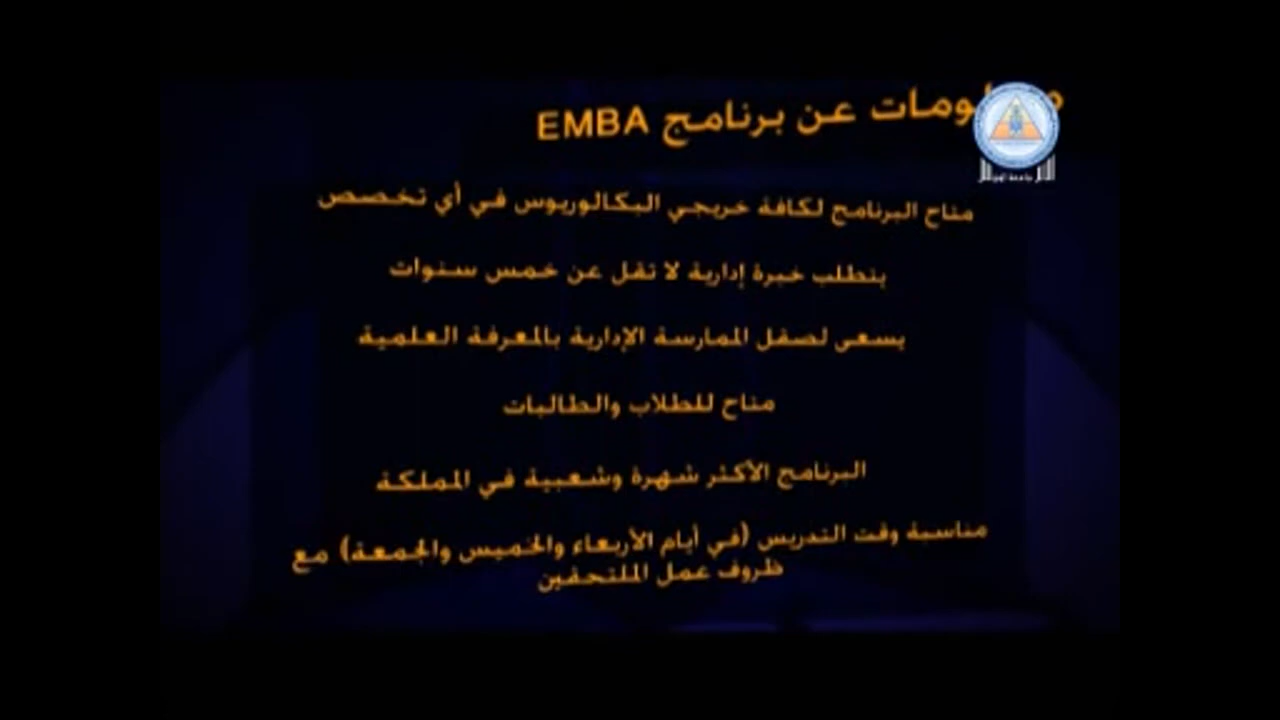 معلومات عن برنامج EMBA
متاح البرنامج لكافة خريجي البكالوريوس في أي تخصص
يتطلب خبرة إدارية لا تقل عن خمس سنوات
يسعى لصقل الممارسة الإدارية بالمعرفة العلمية
متاح للطلاب والطالبات
البرنامج الأكثر شهرة وشعبية في المملكة
مناسبة وقت التدريس (في أيام الأربعاء والخميس والجمعة) مع
ظروف عمل الملتحقين